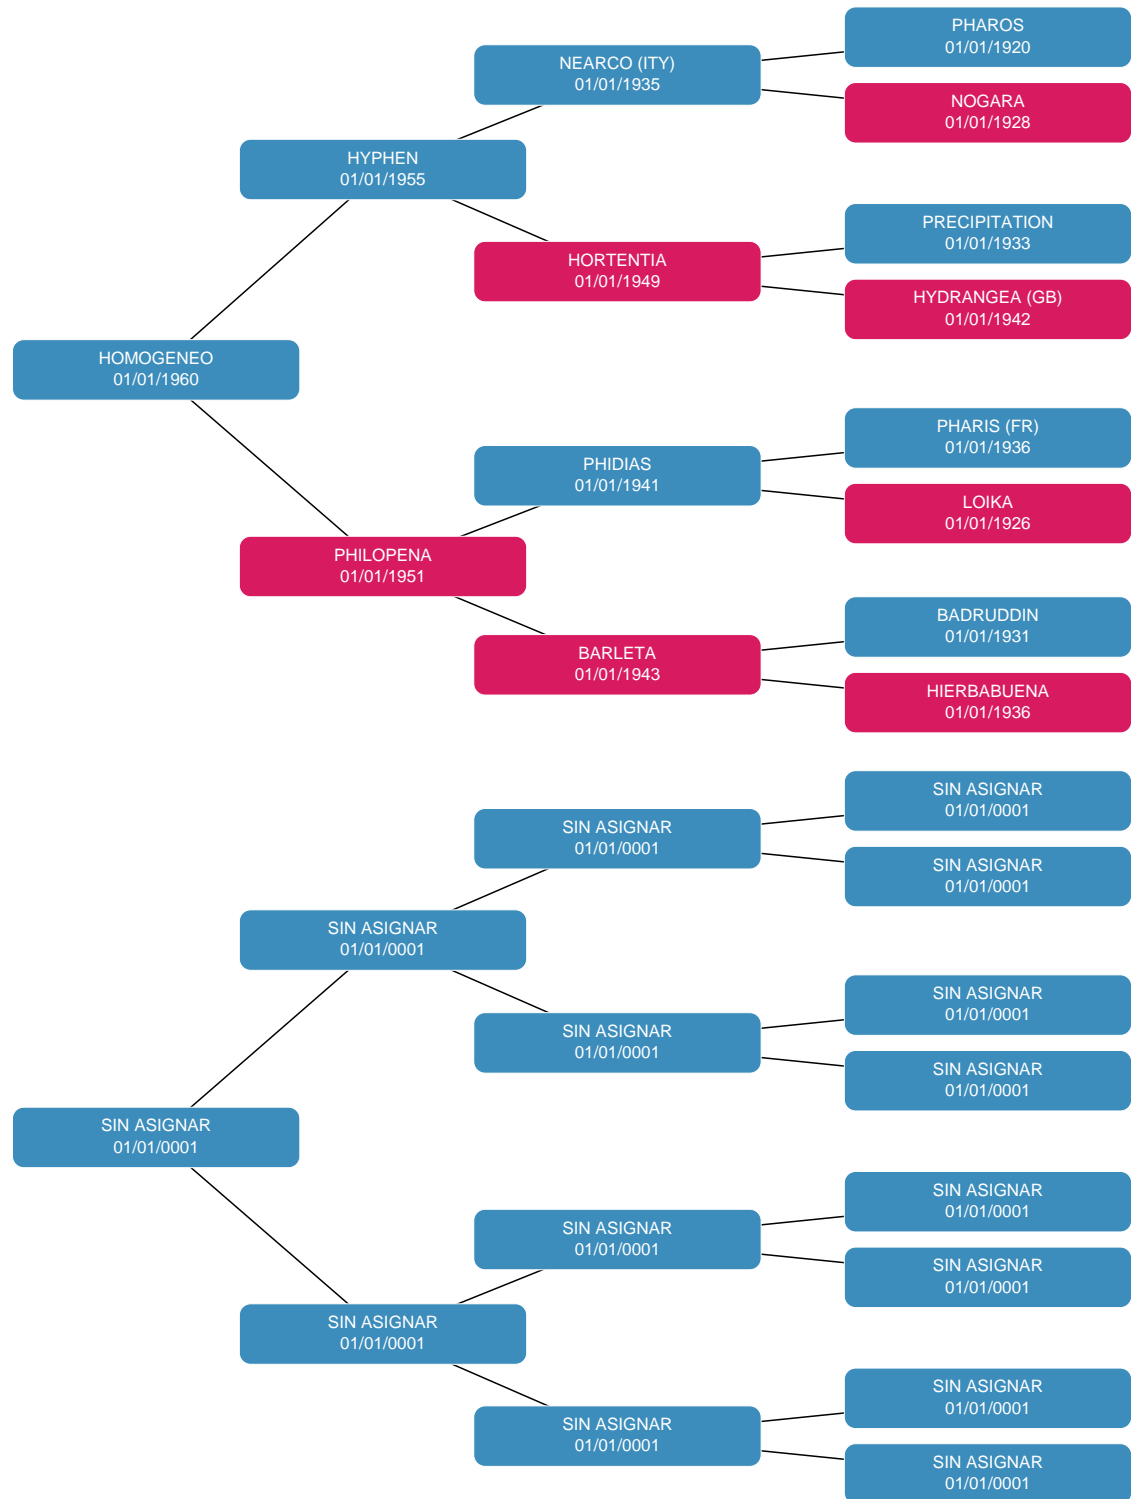 PHAROS
01/01/1920
NEARCO (ITY)
01/01/1935
NOGARA
01/01/1928
HYPHEN
01/01/1955
PRECIPITATION
01/01/1933
HORTENTIA
01/01/1949
HYDRANGEA (GB)
01/01/1942
HOMOGENEO
01/01/1960
PHARIS (FR)
01/01/1936
PHIDIAS
01/01/1941
LOIKA
01/01/1926
PHILOPENA
01/01/1951
BADRUDDIN
01/01/1931
BARLETA
01/01/1943
HIERBABUENA
01/01/1936
SIN ASIGNAR
01/01/0001
SIN ASIGNAR
01/01/0001
SIN ASIGNAR
01/01/0001
SIN ASIGNAR
01/01/0001
SIN ASIGNAR
01/01/0001
SIN ASIGNAR
01/01/0001
SIN ASIGNAR
01/01/0001
SIN ASIGNAR
01/01/0001
SIN ASIGNAR
01/01/0001
SIN ASIGNAR
01/01/0001
SIN ASIGNAR
01/01/0001
SIN ASIGNAR
01/01/0001
SIN ASIGNAR
01/01/0001
SIN ASIGNAR
01/01/0001
SIN ASIGNAR
01/01/0001